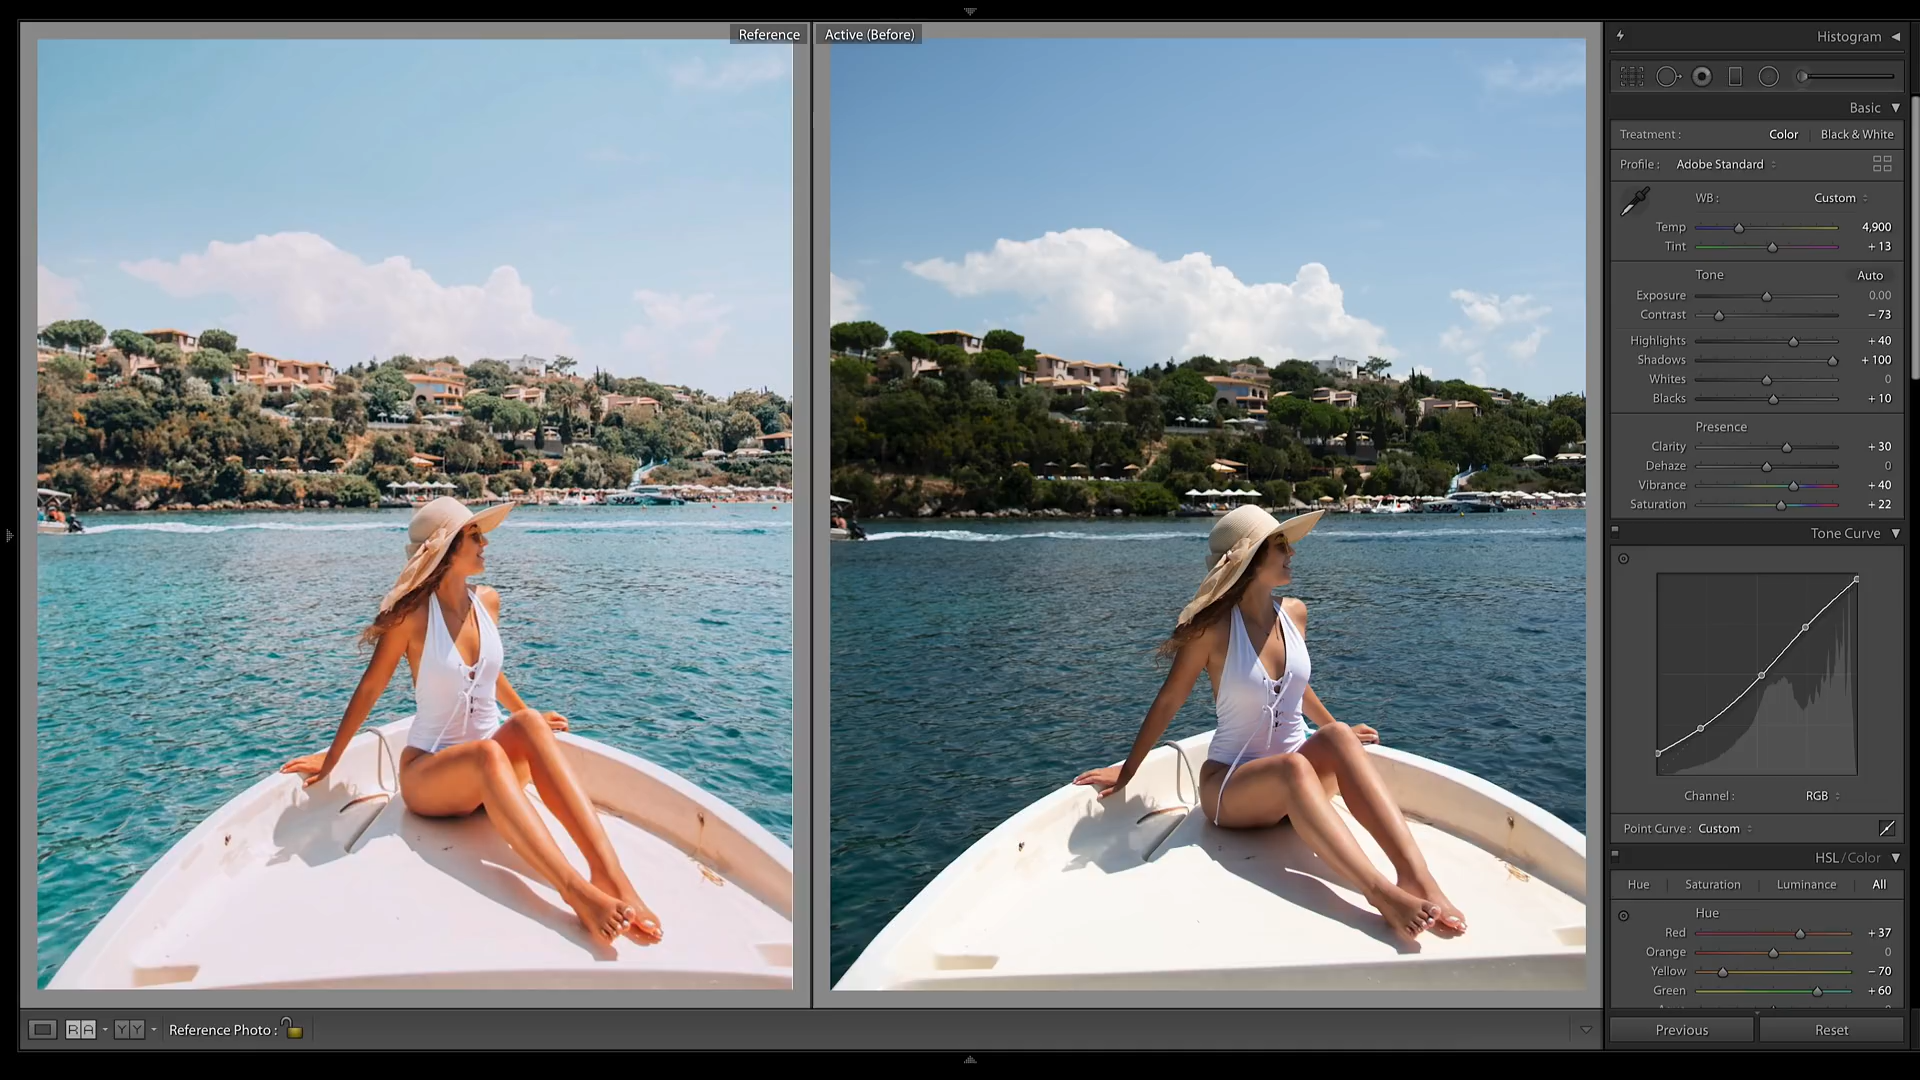 Reference
Active (Before)
Histogram
Basic
Treatment : Color Black & White
Profile : Adobe Standard
WB : Custom
Temp 4,900
Tint + 13
Tone Auto
Exposure 0.00
Contrast − 73
Highlights + 40
Shadows + 100
Whites 0
Blacks + 10
Presence
Clarity + 30
Dehaze 0
Vibrance + 40
Saturation + 22
Tone Curve
Channel : RGB
Point Curve : Custom
HSL / Color
Hue Saturation Luminance All
Hue
Red + 37
Orange 0
Yellow − 70
Green + 60
R A Y Y Reference Photo :
Previous Reset